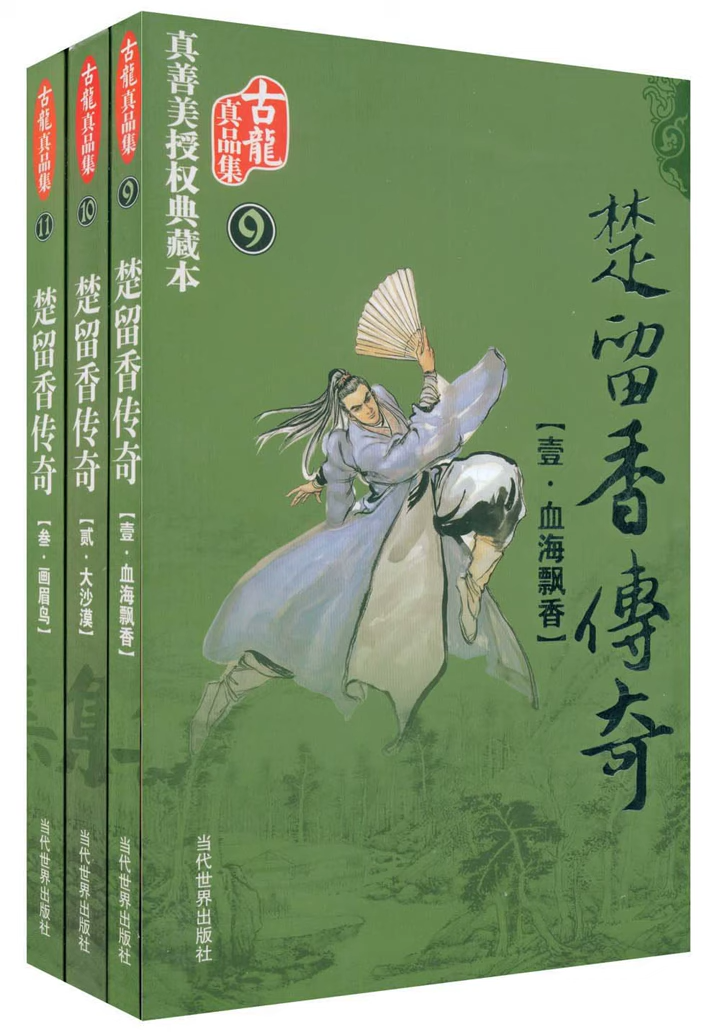 古龍真品集
11
楚留香传奇
【叁·画眉鸟】
当代世界出版社
古龍真品集
10
楚留香传奇
【贰·大沙漠】
当代世界出版社
古龍真品集
9
楚留香传奇
【壹·血海飘香】
当代世界出版社
真善美授权典藏本
古龍
真品集
9
楚留香傳奇
【壹·血海飘香】
当代世界出版社
集
集